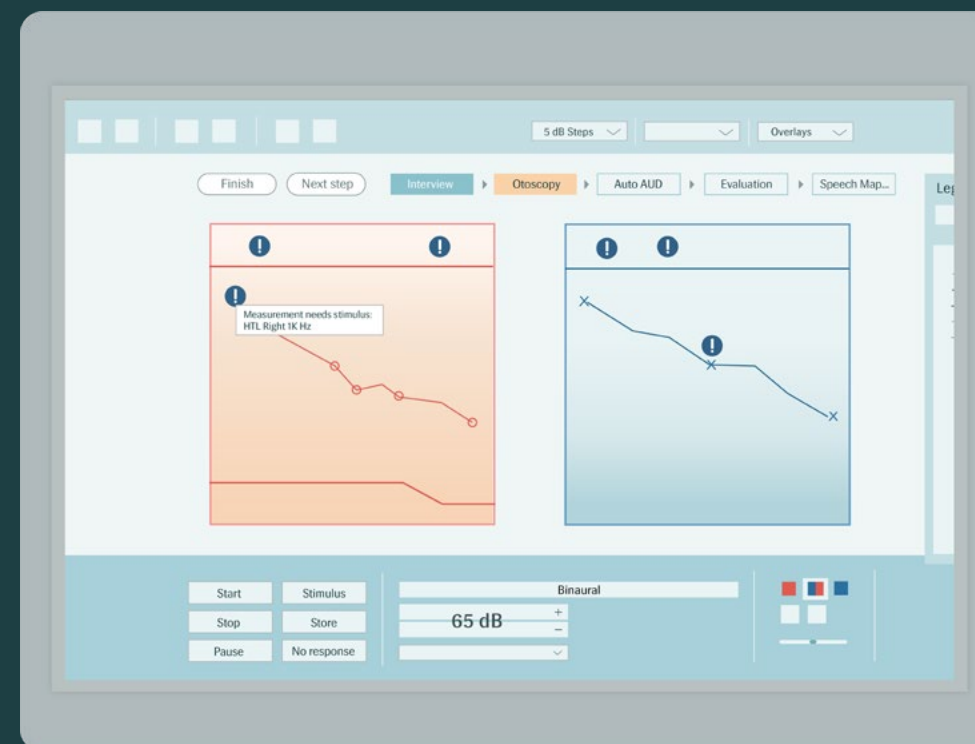 5 dB Steps
Overlays
Finish
Next step
Interview
Otoscopy
Auto AUD
Evaluation
Speech Map...
Measurement needs stimulus:
HTL Right 1K Hz
Start
Stimulus
Binaural
Stop
Store
65 dB
+
−
Pause
No response